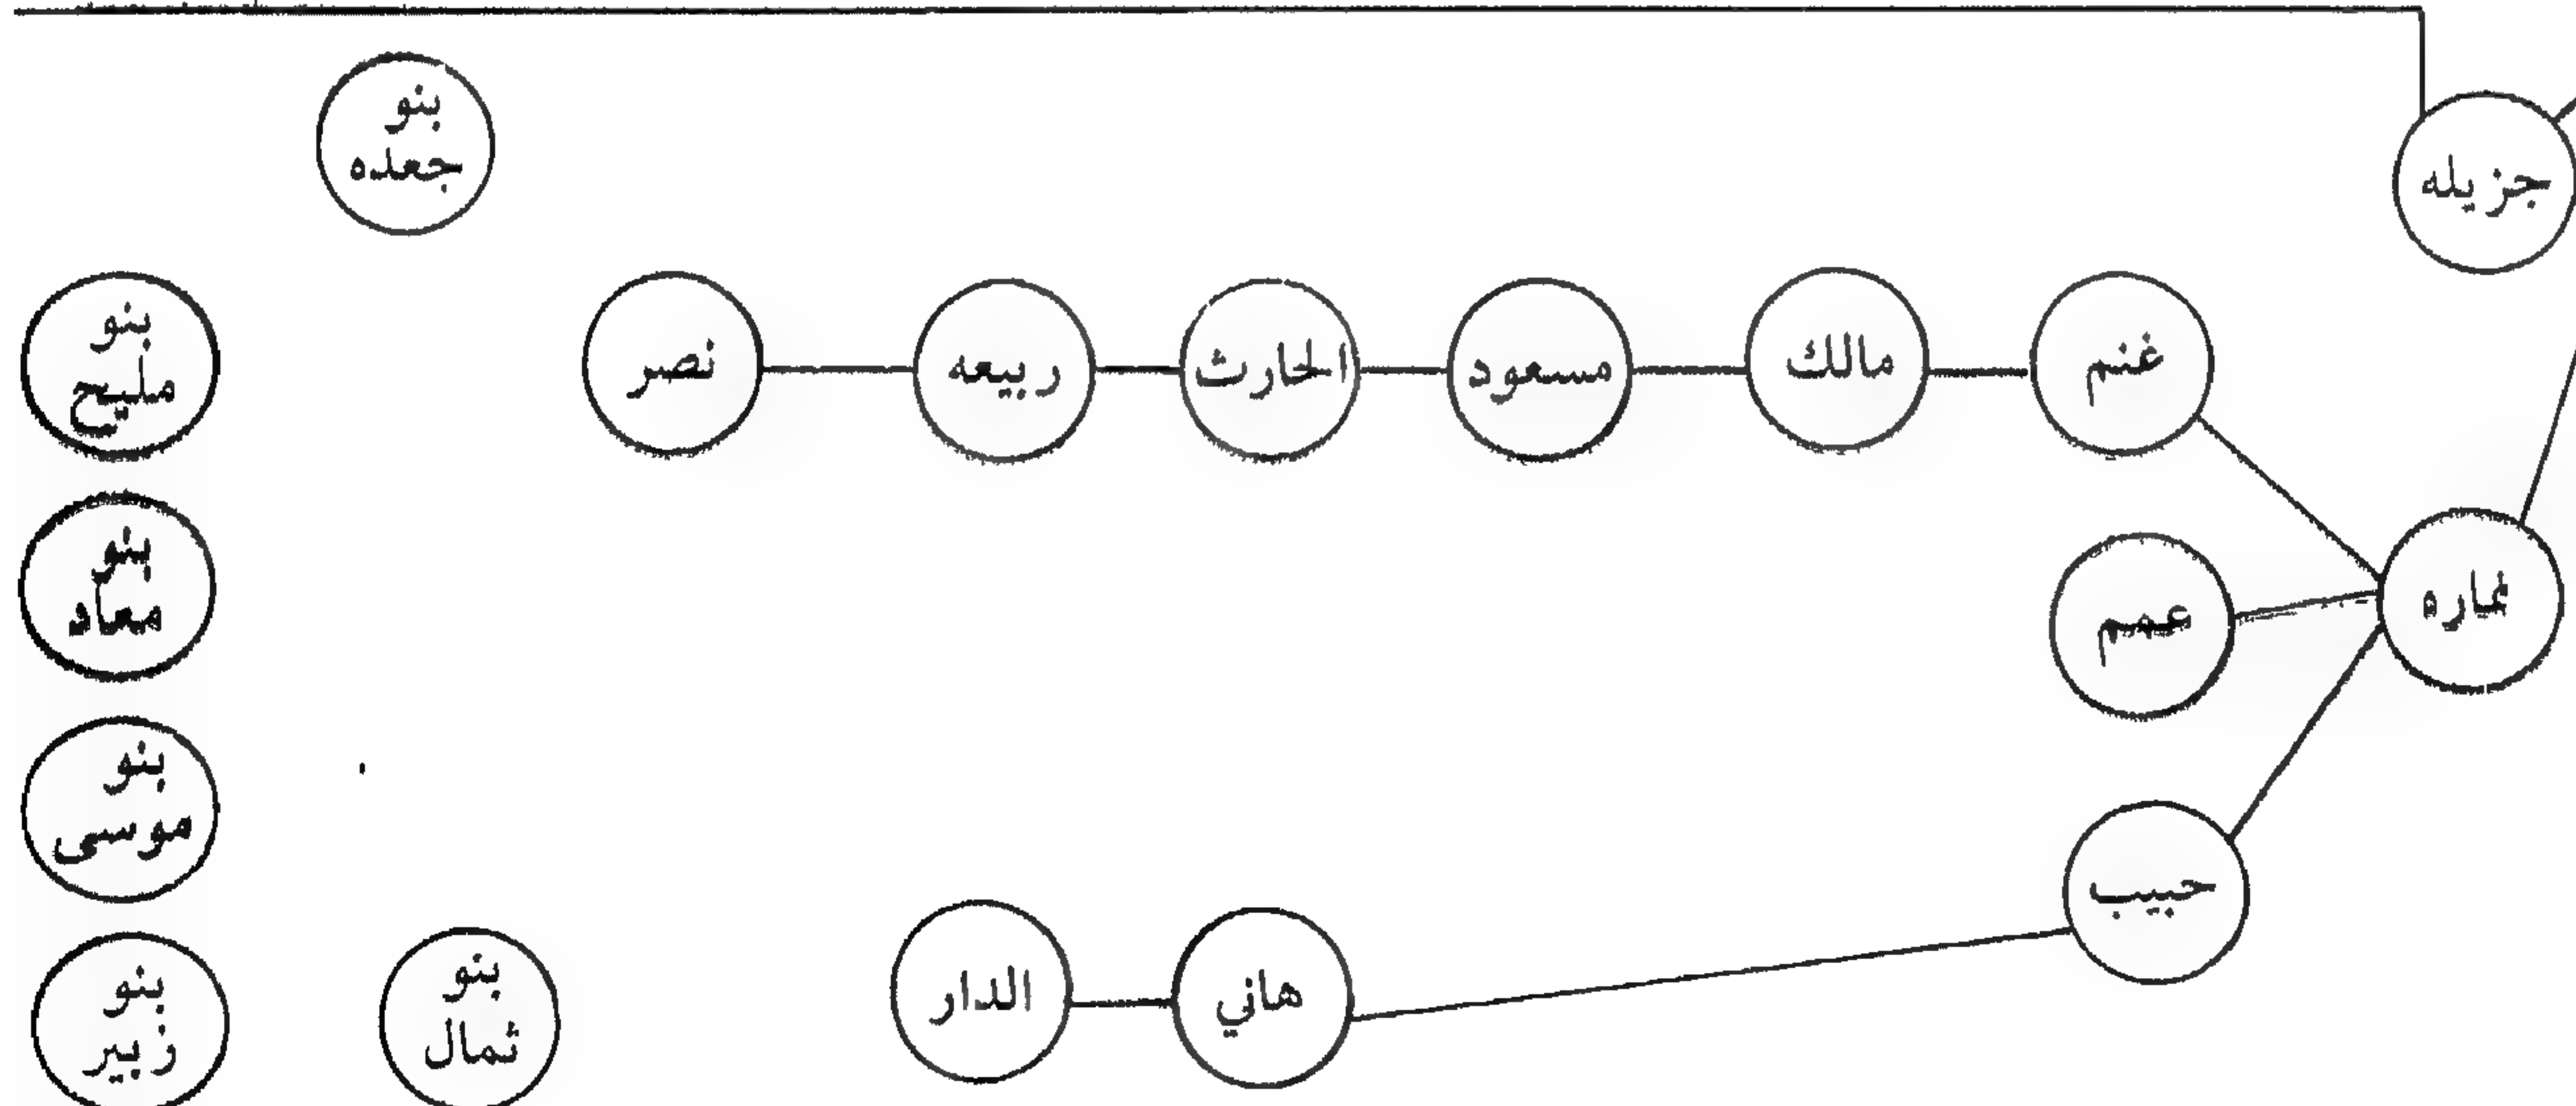 بنو
جعده
جزيله
غنم
مالك
مسعود
الحارث
ربيعه
نصر
بنو
مليح
نماره
عمم
بنو
معاد
بنو
موسى
حبيب
هاني
الدار
بنو
ثمال
بنو
زبير